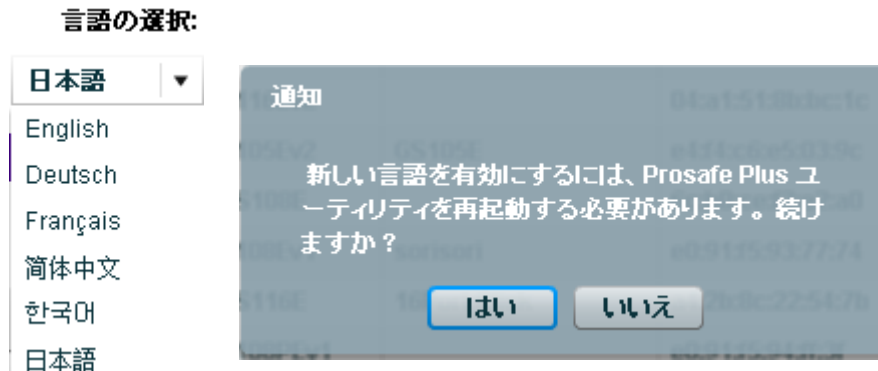 言語の選択:
日本語
English
Deutsch
Français
简体中文
한국어
日本語
通知
新しい言語を有効にするには、Prosafe Plus ユ
ーティリティを再起動する必要があります。続け
ますか？
はい
いいえ